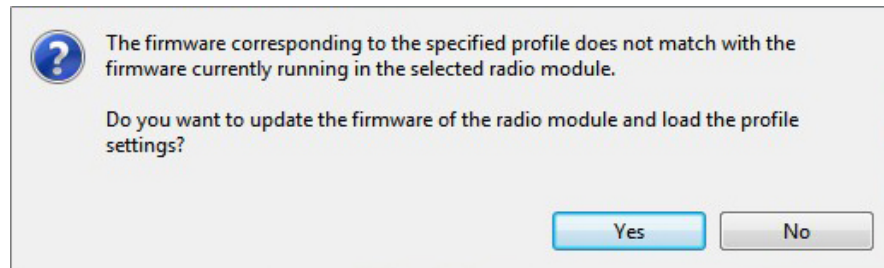 The firmware corresponding to the specified profile does not match with the
firmware currently running in the selected radio module.
Do you want to update the firmware of the radio module and load the profile
settings?
Yes
No